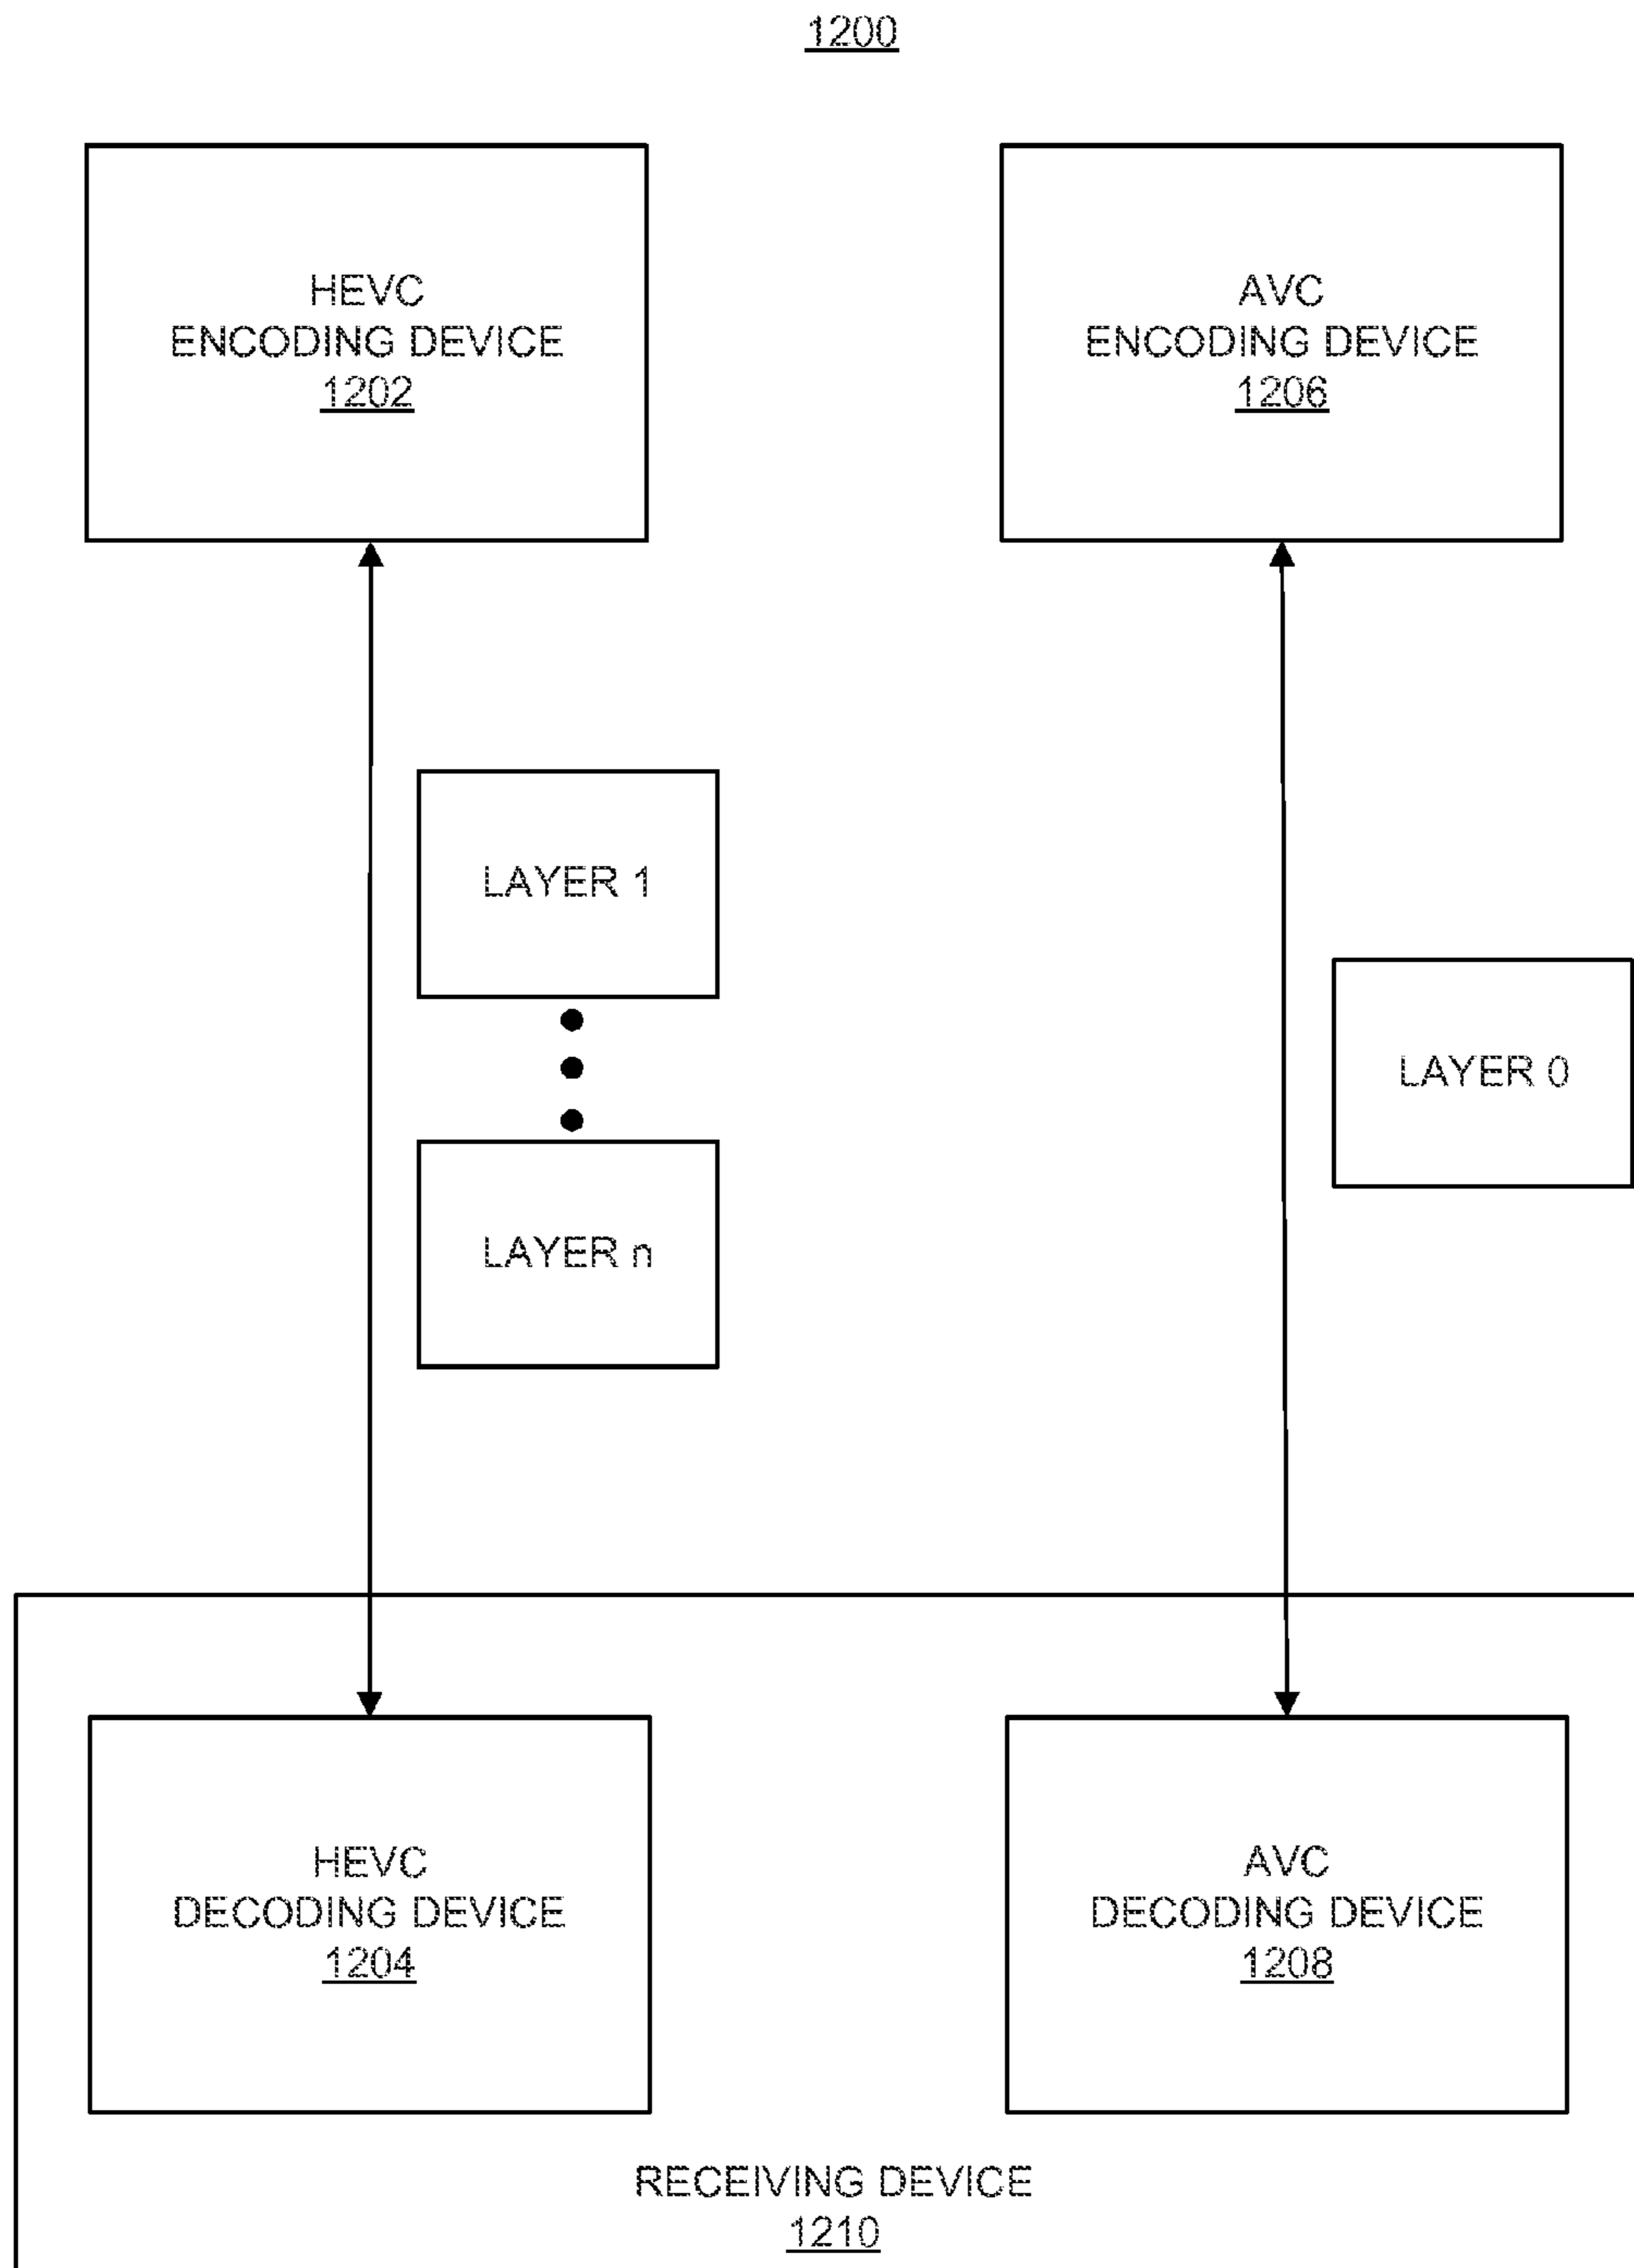 1200
HEVC
ENCODING DEVICE
1202
AVC
ENCODING DEVICE
1206
LAYER 1
LAYER 0
LAYER n
HEVC
DECODING DEVICE
1204
AVC
DECODING DEVICE
1208
RECEIVING DEVICE
1210